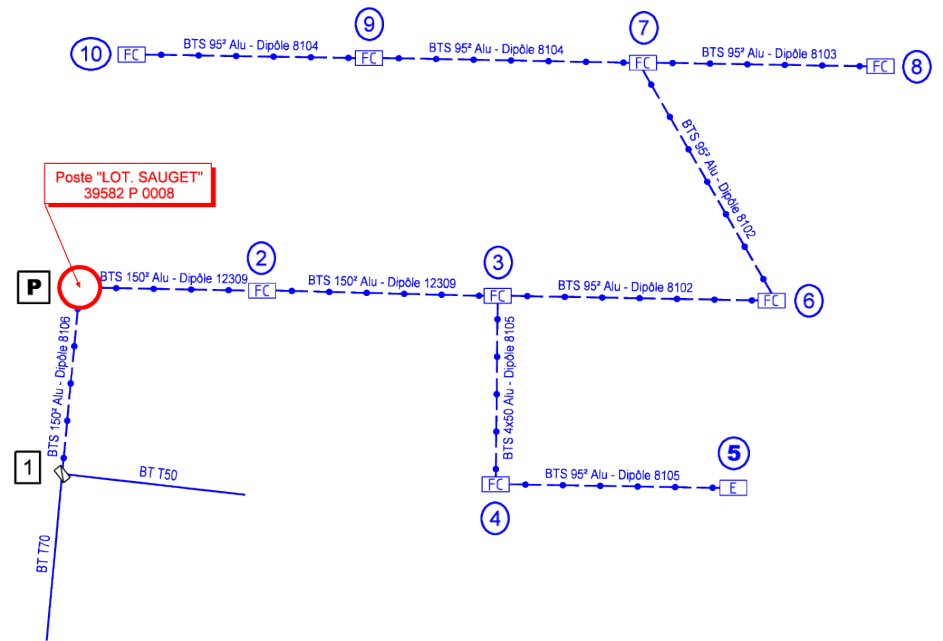 7
9
10
8
FC
BTS 95² Alu - Dipôle 8104
FC
BTS 95² Alu - Dipôle 8104
FC
BTS 95² Alu - Dipôle 8103
FC
BTS 95² Alu - Dipôle 8102
Poste "LOT. SAUGET"
39582 P 0008
2
3
P
BTS 150² Alu - Dipôle 12309
FC
BTS 150² Alu - Dipôle 12309
FC
BTS 95² Alu - Dipôle 8102
FC
6
BTS 150² Alu - Dipôle 8106
BTS 4x50 Alu - Dipôle 8105
1
BT T50
5
FC
BTS 95² Alu - Dipôle 8105
E
4
BT T70